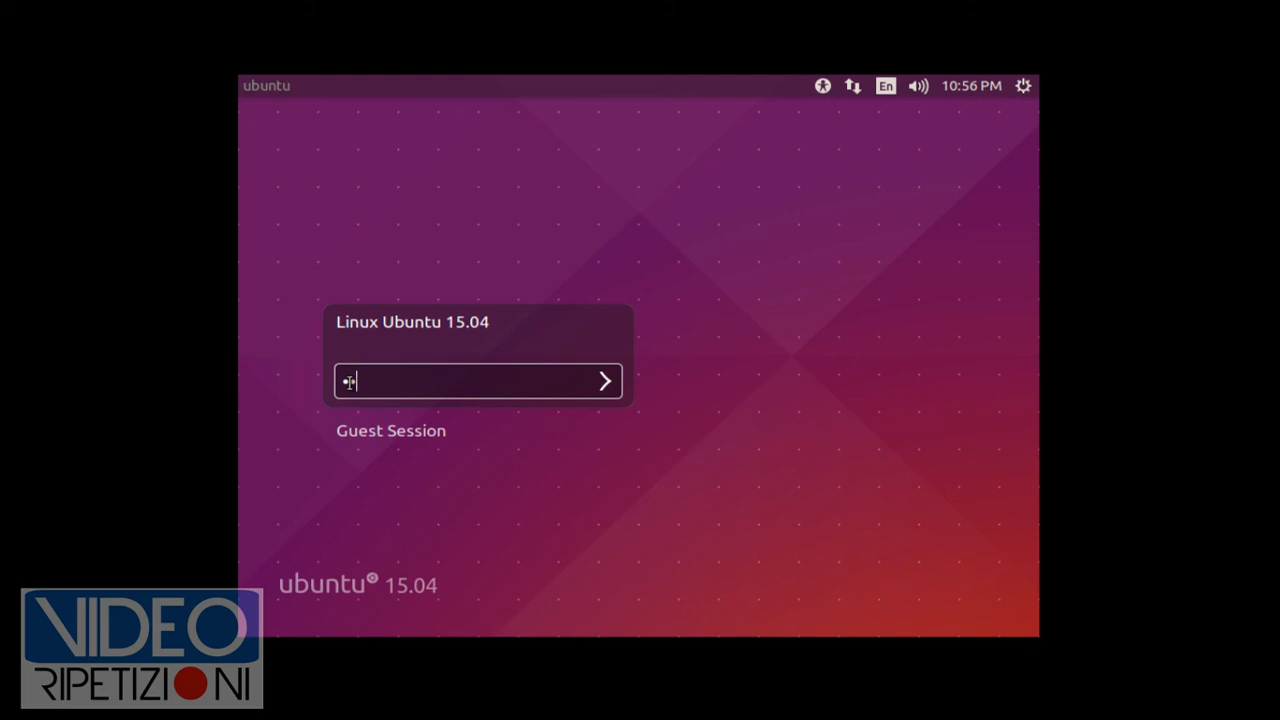 ubuntu En 10:56 PM
Linux Ubuntu 15.04
Guest Session
ubuntu® 15.04
VIDEO
RIPETIZIONI